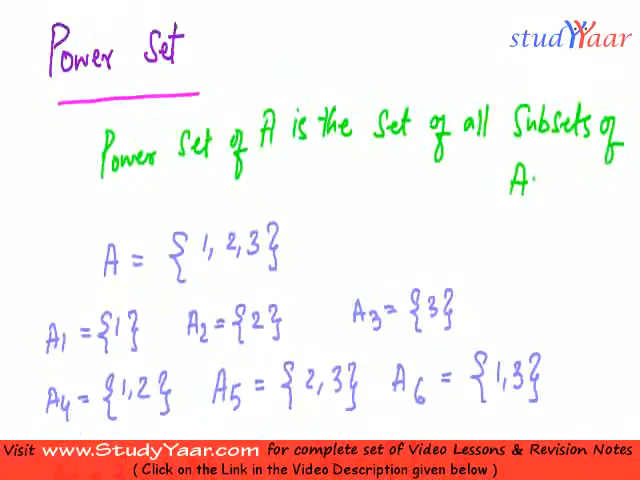 Power Set
studYYaar
Power set of A is the set of all Subsets of
A.
A = {1, 2, 3}
A1 = {1} A2 = {2} A3 = {3}
A4 = {1, 2} A5 = {2, 3} A6 = {1, 3}
Visit www.StudyYaar.com for complete set of Video Lessons & Revision Notes
( Click on the Link in the Video Description given below )